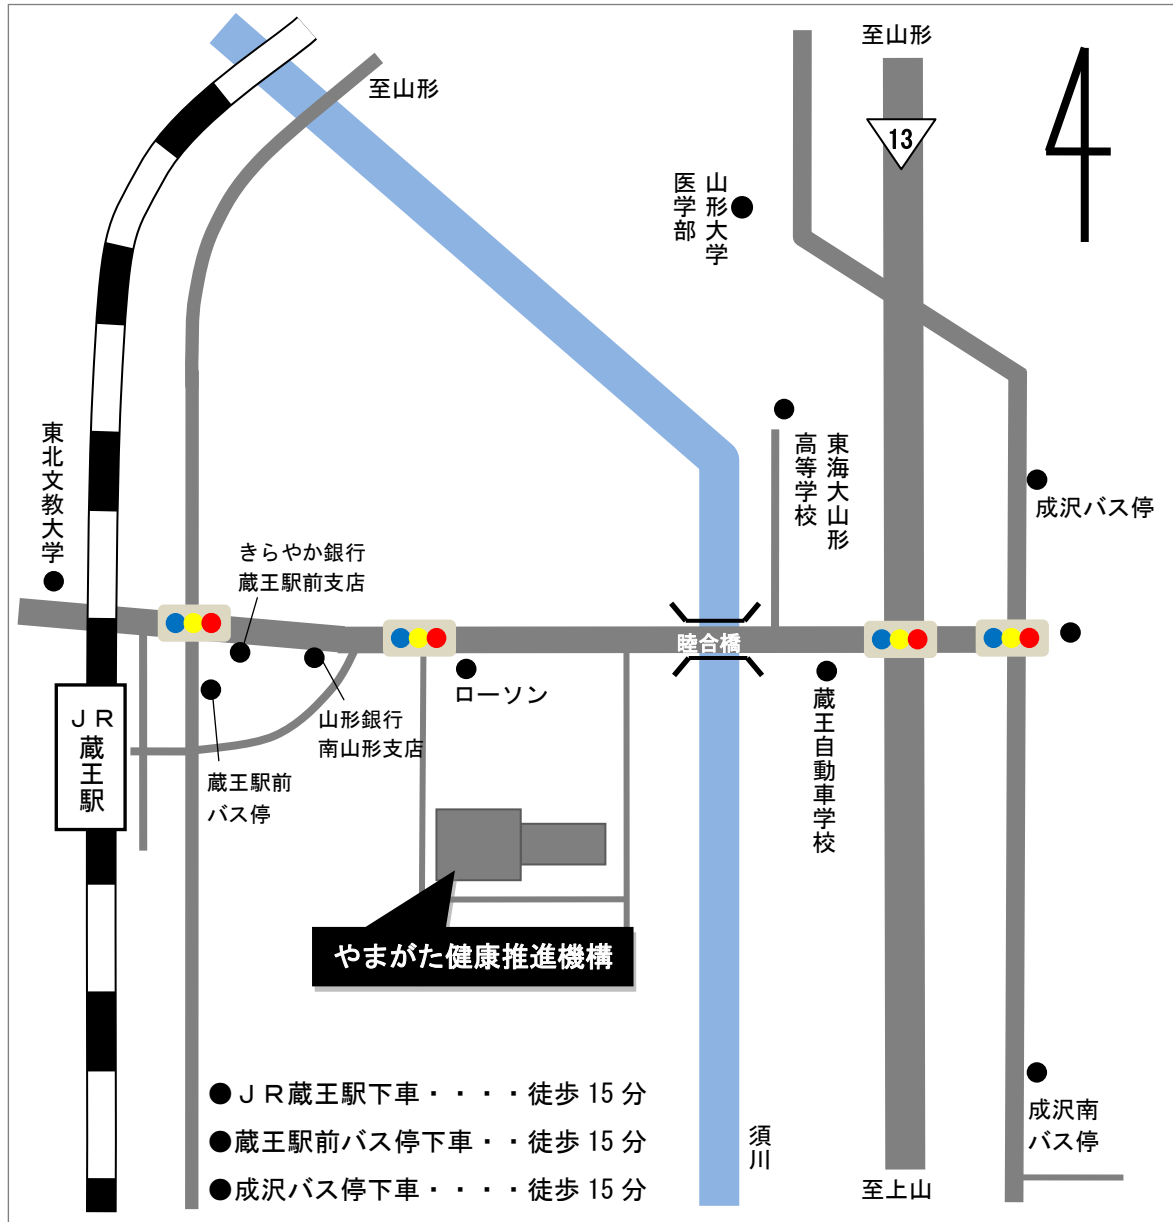 至山形
至山形
13
山形大学
医学部
東北文教大学
東海大山形
高等学校
成沢バス停
きらやか銀行
蔵王駅前支店
睦合橋
ローソン
山形銀行
南山形支店
ＪＲ
蔵王駅
蔵王駅前
バス停
蔵王自動車学校
やまがた健康推進機構
●ＪＲ蔵王駅下車・・・・徒歩 15 分
●蔵王駅前バス停下車・・徒歩 15 分
●成沢バス停下車・・・・徒歩 15 分
須川
至上山
成沢南
バス停